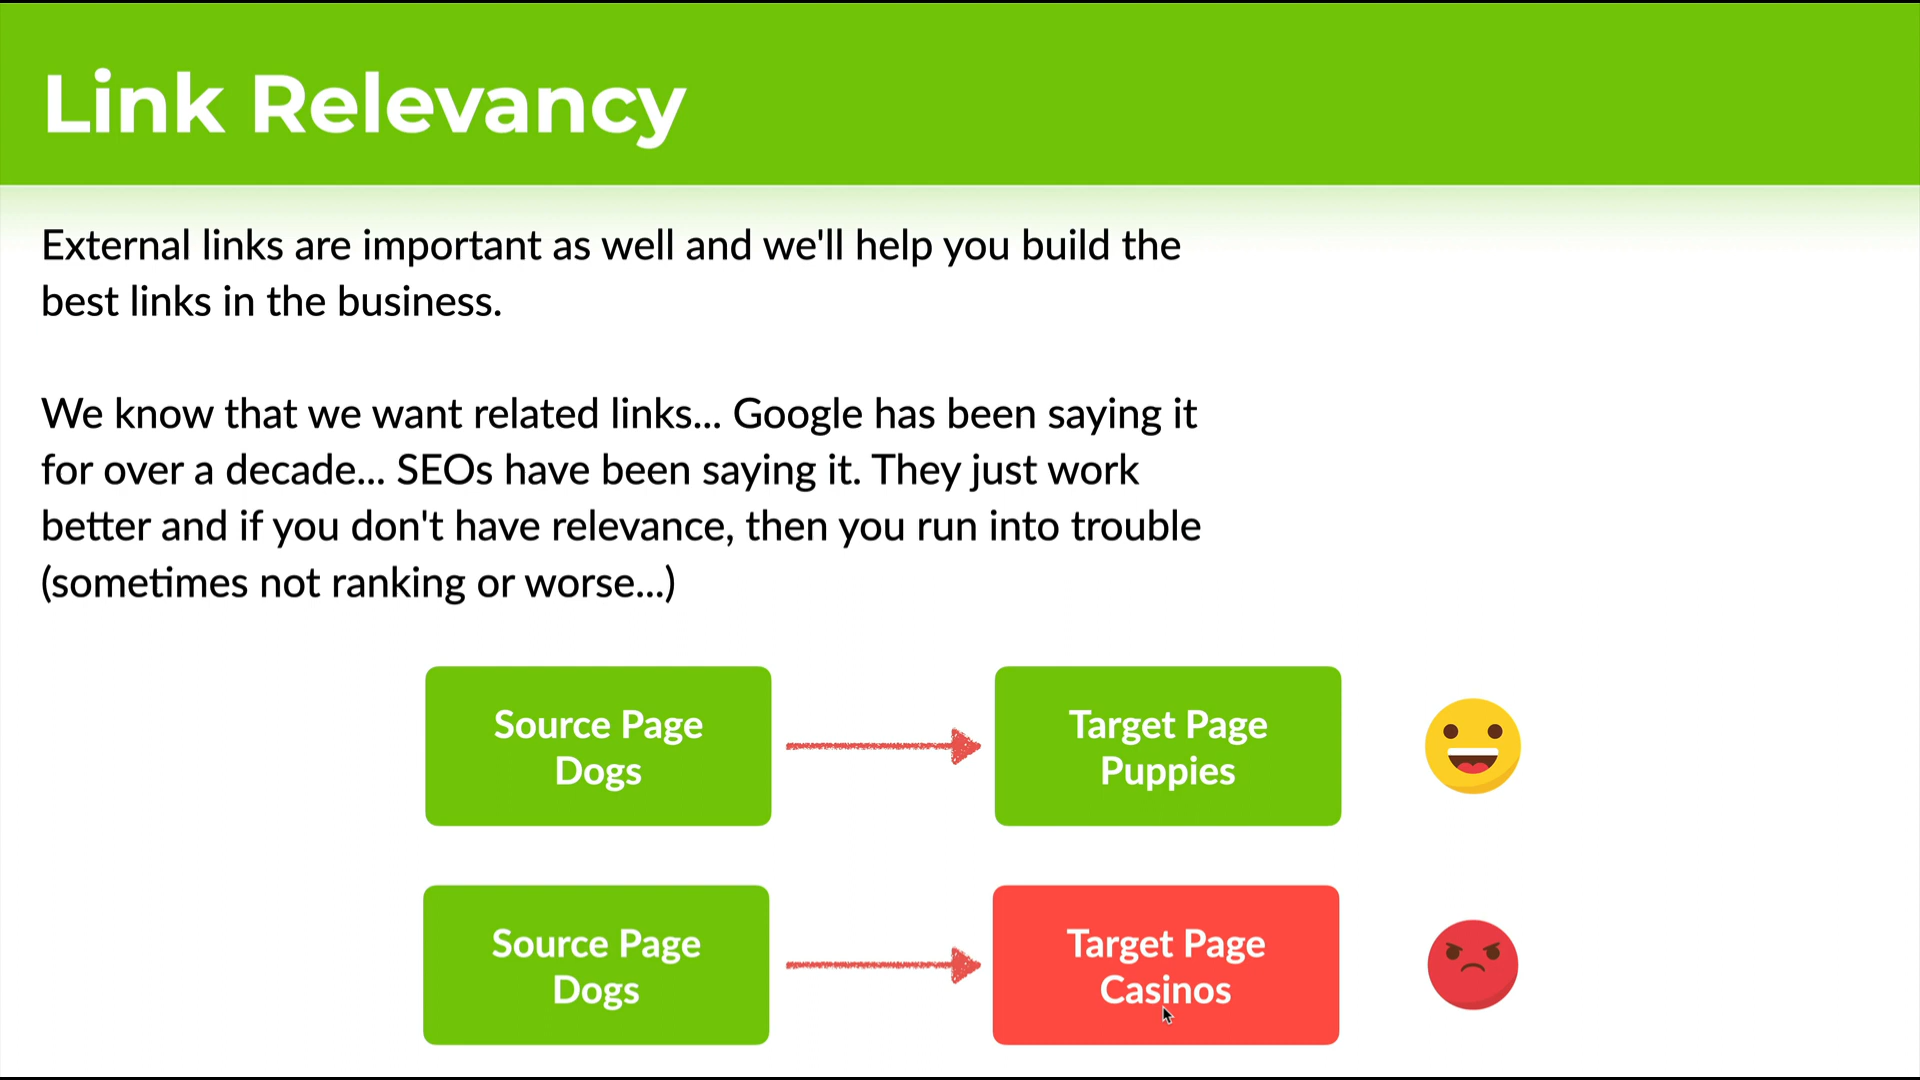 Link Relevancy
External links are important as well and we'll help you build the
best links in the business.
We know that we want related links... Google has been saying it
for over a decade... SEOs have been saying it. They just work
better and if you don't have relevance, then you run into trouble
(sometimes not ranking or worse...)
Source Page
Dogs
Target Page
Puppies
Source Page
Dogs
Target Page
Casinos